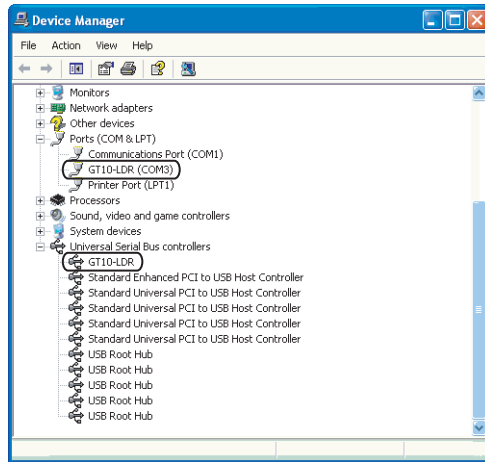 Device Manager
File Action View Help
Monitors
Network adapters
Other devices
Ports (COM & LPT)
Communications Port (COM1)
GT10-LDR (COM3)
Printer Port (LPT1)
Processors
Sound, video and game controllers
System devices
Universal Serial Bus controllers
GT10-LDR
Standard Enhanced PCI to USB Host Controller
Standard Universal PCI to USB Host Controller
Standard Universal PCI to USB Host Controller
Standard Universal PCI to USB Host Controller
Standard Universal PCI to USB Host Controller
USB Root Hub
USB Root Hub
USB Root Hub
USB Root Hub
USB Root Hub